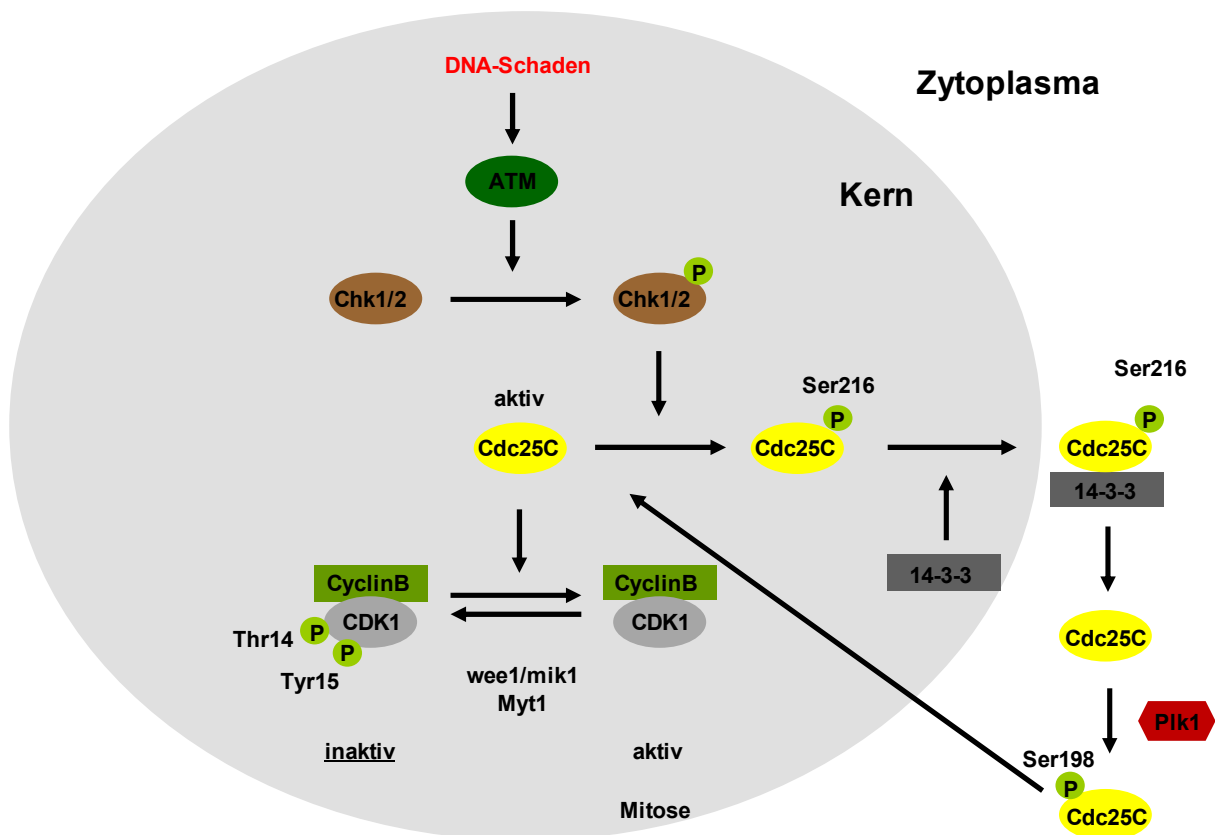 DNA-Schaden
Zytoplasma
ATM
Kern
Chk1/2
Chk1/2
P
Ser216
Ser216
aktiv
P
P
Cdc25C
Cdc25C
Cdc25C
14-3-3
CyclinB
CyclinB
14-3-3
CDK1
CDK1
Thr14
P
P
Tyr15
Cdc25C
wee1/mik1
Myt1
Plk1
inaktiv
aktiv
Ser198
P
Mitose
Cdc25C